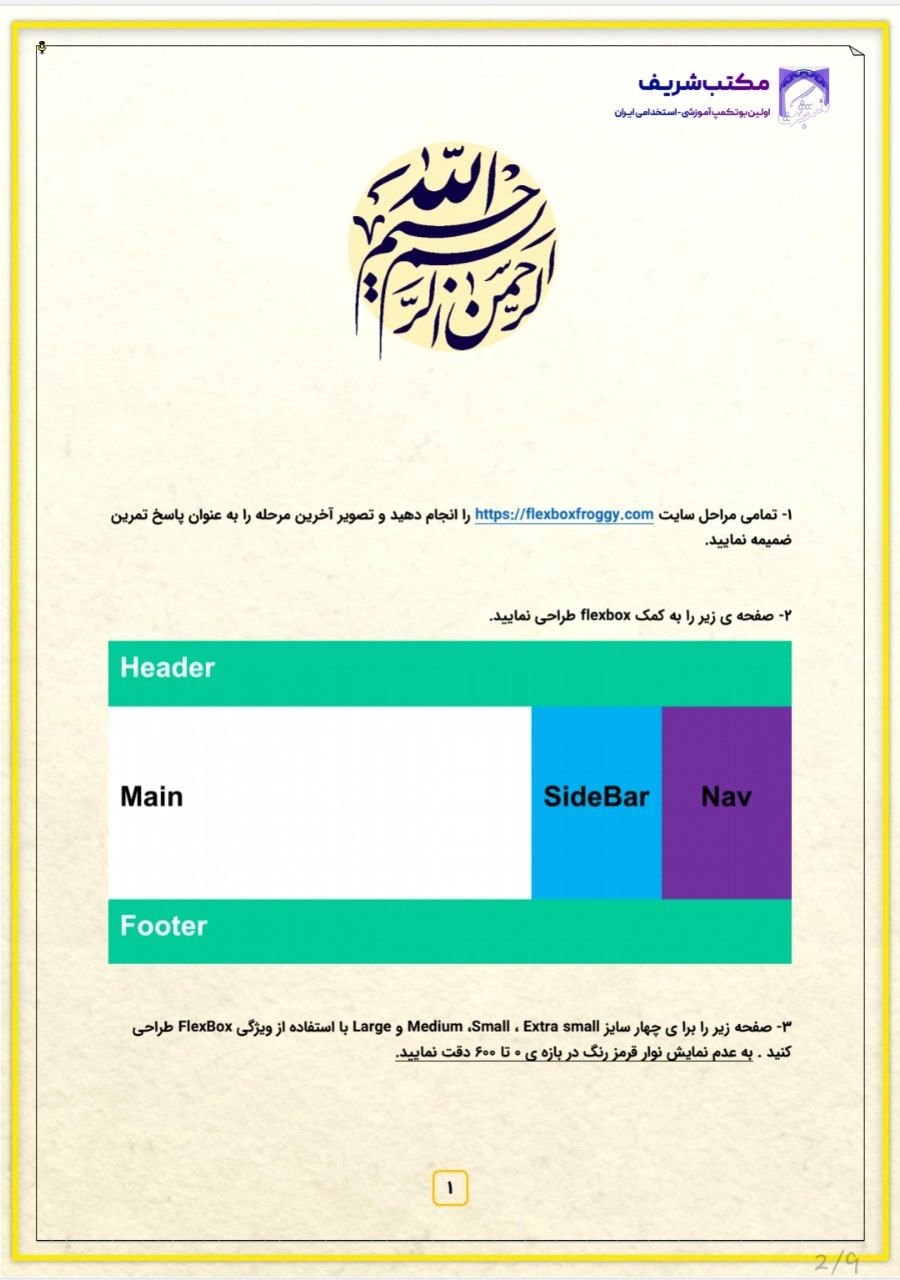 مکتب شریف
اولین بوتکمپ آموزشی - استخدامی ایران
بسم الله الرحمن الرحیم
۱- تمامی مراحل سایت https://flexboxfroggy.com را انجام دهید و تصویر آخرین مرحله را به عنوان پاسخ تمرین
ضمیمه نمایید.
۲- صفحه ی زیر را به کمک flexbox طراحی نمایید.
Header
Main SideBar Nav
Footer
۳- صفحه زیر را برا ی چهار سایز Medium ،Small ، Extra small و Large با استفاده از ویژگی FlexBox طراحی
کنید . به عدم نمایش نوار قرمز رنگ در بازه ی ۰ تا ۶۰۰ دقت نمایید.
۱
2/9